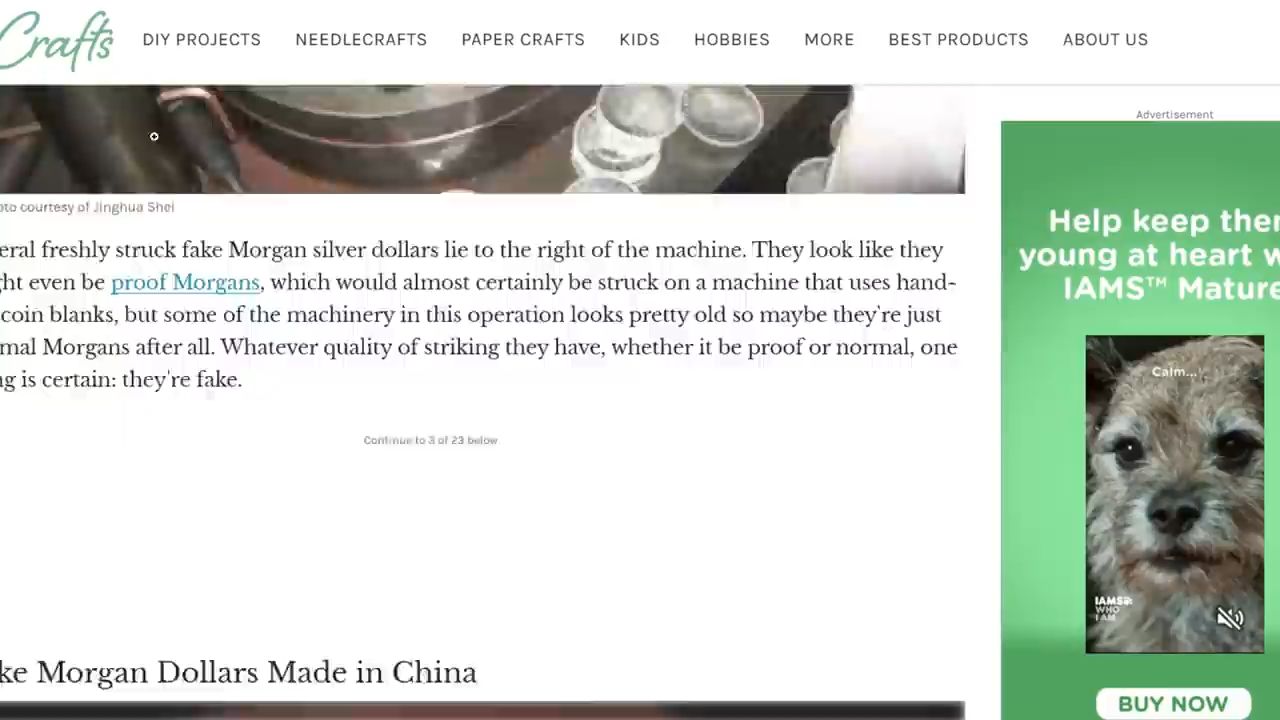 Crafts
DIY PROJECTS NEEDLECRAFTS PAPER CRAFTS KIDS HOBBIES MORE BEST PRODUCTS ABOUT US
Advertisement
oto courtesy of Jinghua Shei
eral freshly struck fake Morgan silver dollars lie to the right of the machine. They look like they
ght even be proof Morgans, which would almost certainly be struck on a machine that uses hand-
coin blanks, but some of the machinery in this operation looks pretty old so maybe they're just
mal Morgans after all. Whatever quality of striking they have, whether it be proof or normal, one
ng is certain: they're fake.
Continue to 3 of 23 below
ke Morgan Dollars Made in China
Help keep ther
young at heart w
IAMS™ Mature
Calm...
IAMS
WHO
I AM
BUY NOW